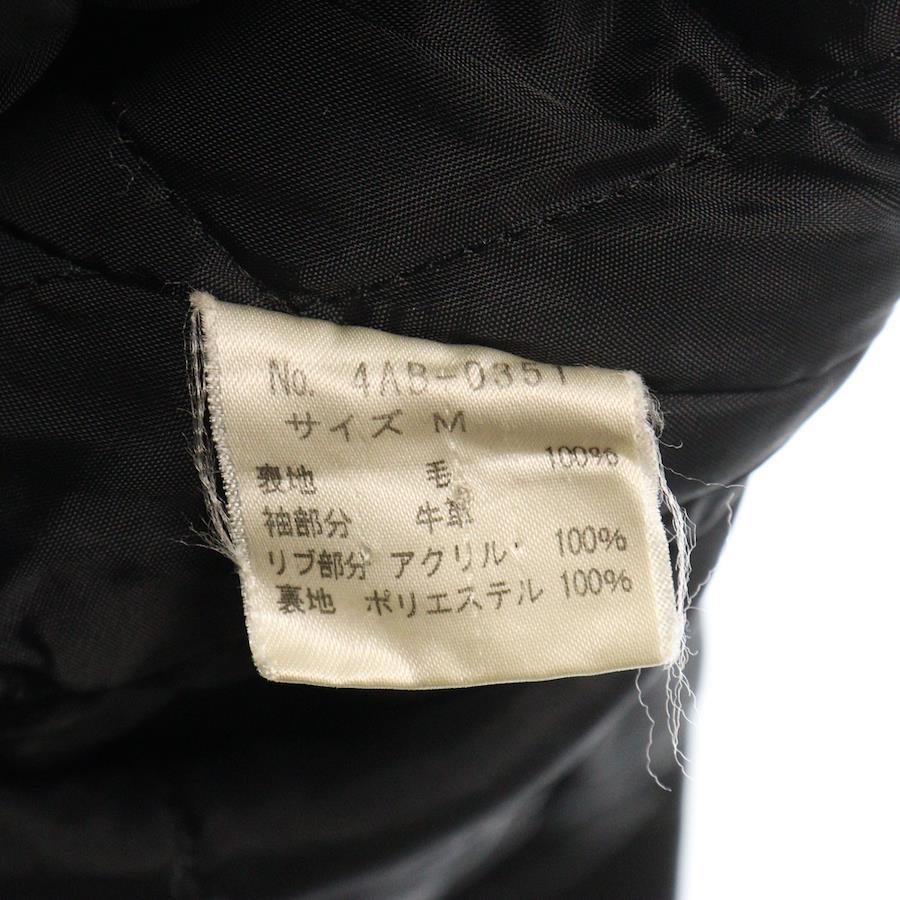 No. 4AB-0351
サイズ M
表地 毛 100%
袖部分 牛革
リブ部分 アクリル 100%
裏地 ポリエステル 100%